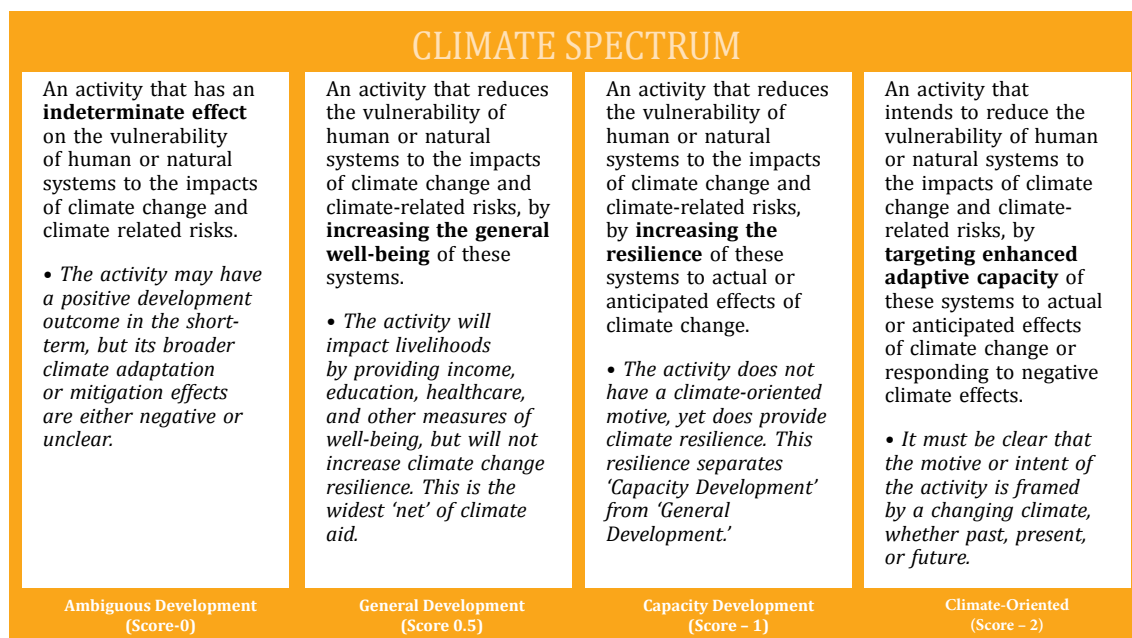 CLIMATE SPECTRUM
An activity that has an
indeterminate effect
on the vulnerability
of human or natural
systems to the impacts
of climate change and
climate related risks.
• The activity may have
a positive development
outcome in the short-
term, but its broader
climate adaptation
or mitigation effects
are either negative or
unclear.
Ambiguous Development
(Score-0)
An activity that reduces
the vulnerability of
human or natural
systems to the impacts
of climate change and
climate-related risks, by
increasing the general
well-being of these
systems.
• The activity will
impact livelihoods
by providing income,
education, healthcare,
and other measures of
well-being, but will not
increase climate change
resilience. This is the
widest ‘net’ of climate
aid.
General Development
(Score 0.5)
An activity that reduces
the vulnerability of
human or natural
systems to the impacts
of climate change and
climate-related risks,
by increasing the
resilience of these
systems to actual or
anticipated effects of
climate change.
• The activity does not
have a climate-oriented
motive, yet does provide
climate resilience. This
resilience separates
‘Capacity Development’
from ‘General
Development.’
Capacity Development
(Score – 1)
An activity that
intends to reduce the
vulnerability of human
or natural systems to
the impacts of climate
change and climate-
related risks, by
targeting enhanced
adaptive capacity of
these systems to actual
or anticipated effects
of climate change or
responding to negative
climate effects.
• It must be clear that
the motive or intent of
the activity is framed
by a changing climate,
whether past, present,
or future.
Climate-Oriented
(Score – 2)